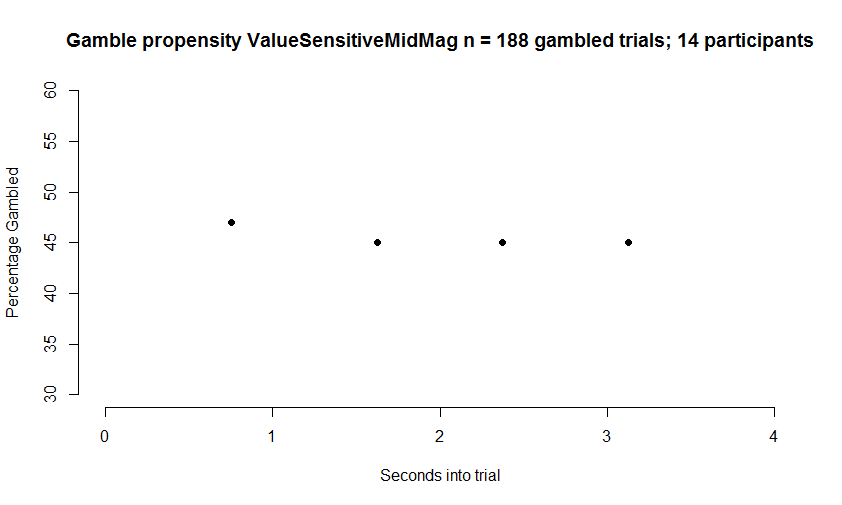 Gamble propensity ValueSensitiveMidMag n = 188 gambled trials; 14 participants
Percentage Gambled
60
55
50
45
40
35
30
0 1 2 3 4
Seconds into trial